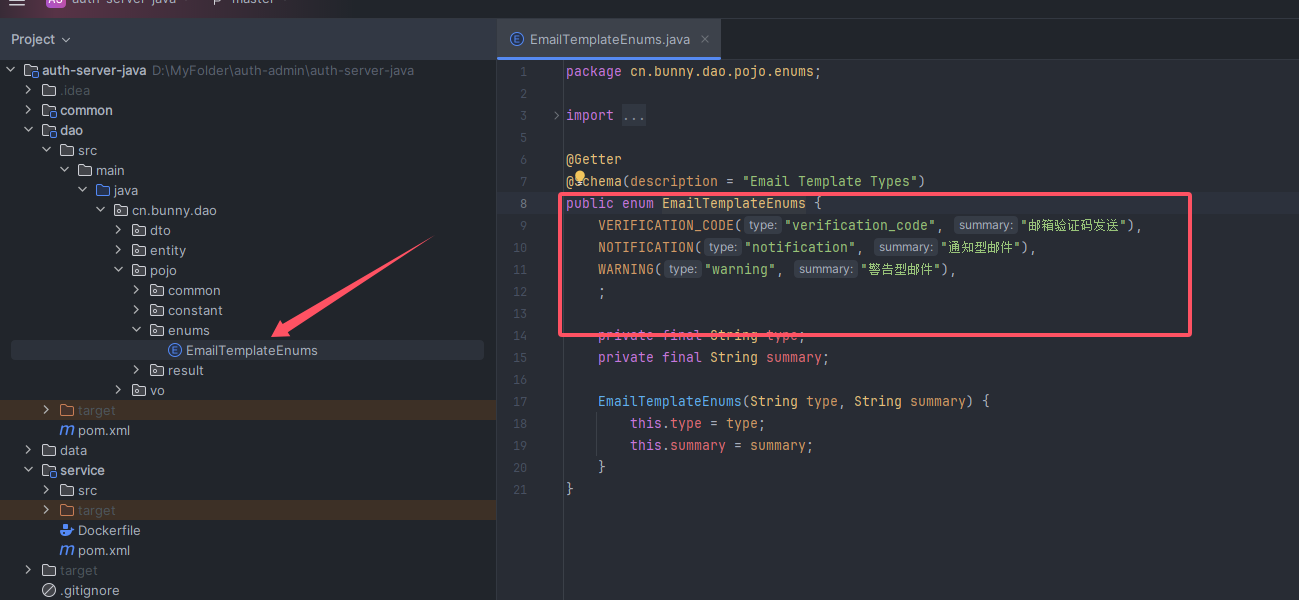 AU auth-server-java master
Project
EmailTemplateEnums.java
auth-server-java D:\MyFolder\auth-admin\auth-server-java
.idea
common
dao
src
main
java
cn.bunny.dao
dto
entity
pojo
common
constant
enums
EmailTemplateEnums
result
vo
target
pom.xml
data
service
src
target
Dockerfile
pom.xml
target
.gitignore
1 package cn.bunny.dao.pojo.enums;
2
3 import ...
5
6 @Getter
7 @Schema(description = "Email Template Types")
8 public enum EmailTemplateEnums {
9 VERIFICATION_CODE( type: "verification_code", summary: "邮箱验证码发送"),
10 NOTIFICATION( type: "notification", summary: "通知型邮件"),
11 WARNING( type: "warning", summary: "警告型邮件"),
12 ;
13
14 private final String type;
15 private final String summary;
16
17 EmailTemplateEnums(String type, String summary) {
18 this.type = type;
19 this.summary = summary;
20 }
21 }